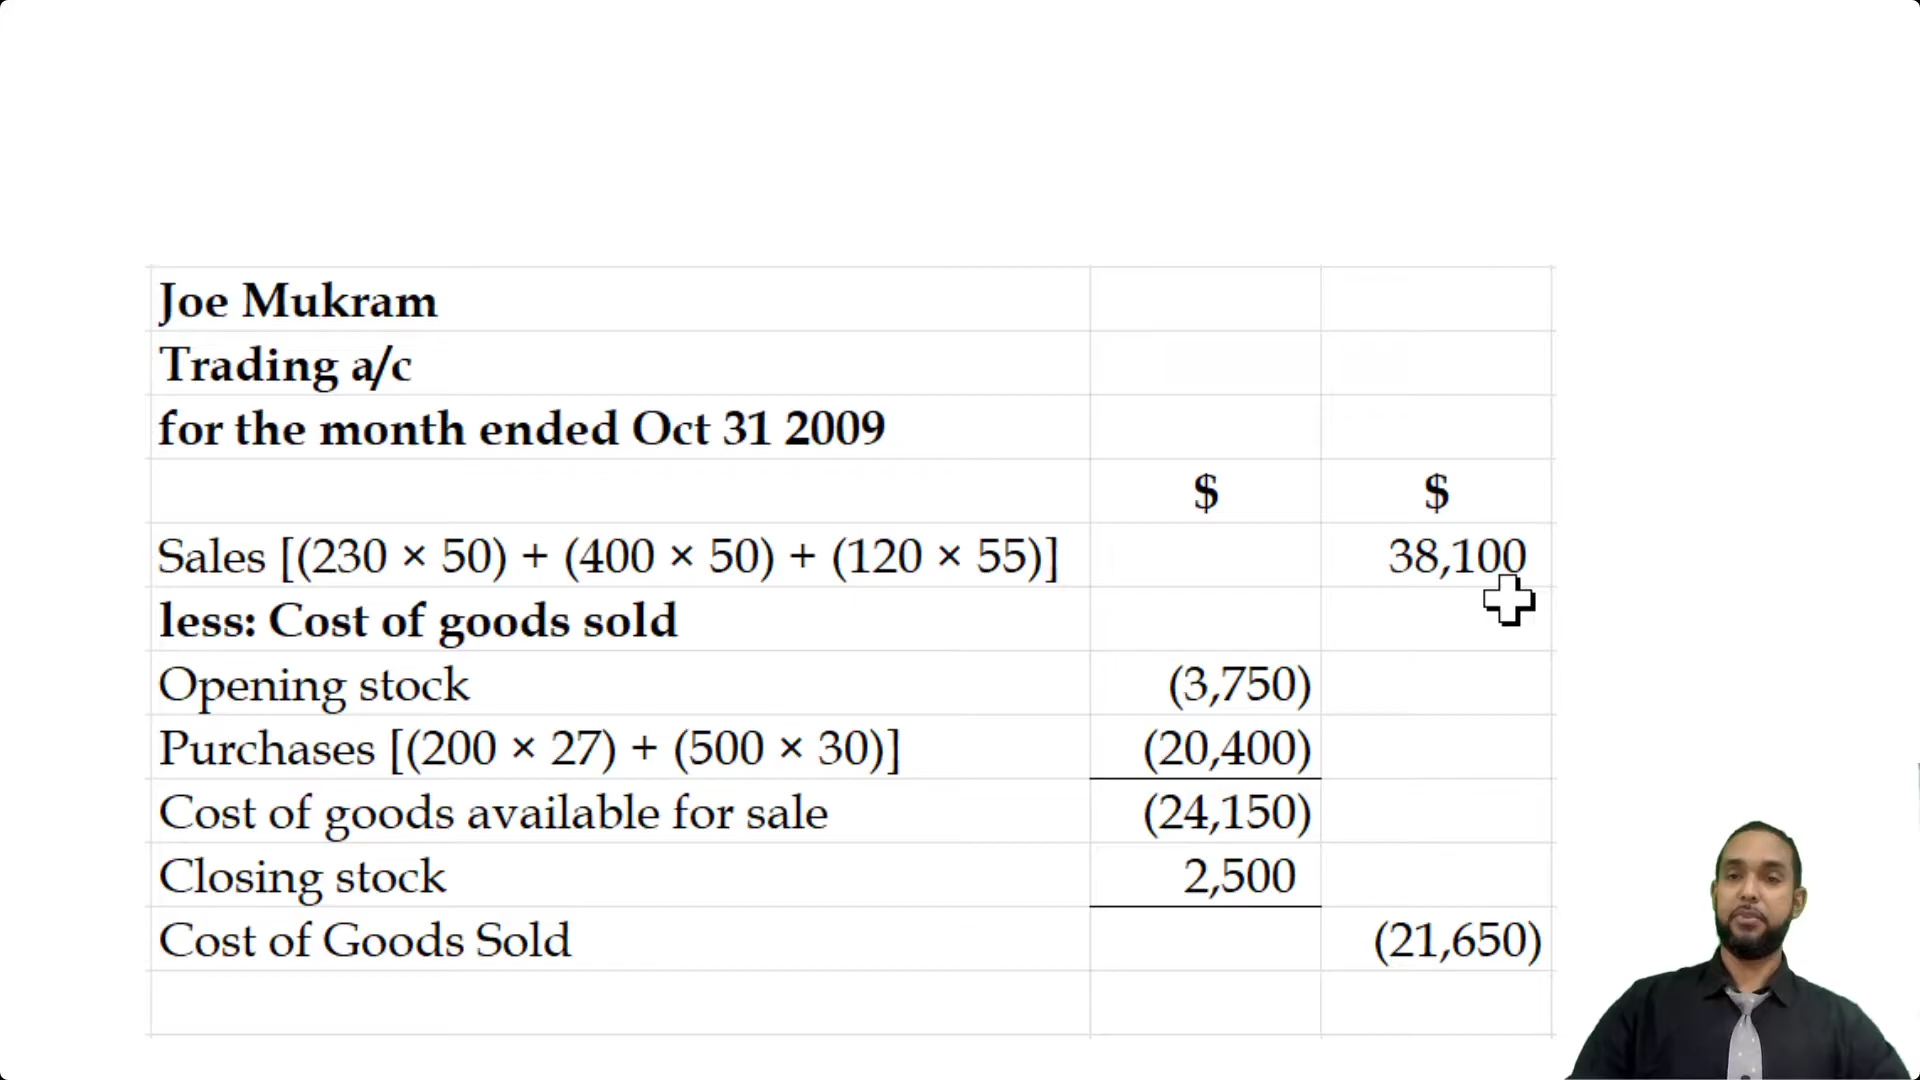 Joe Mukram
Trading a/c
for the month ended Oct 31 2009
$ $
Sales [(230 × 50) + (400 × 50) + (120 × 55)] 38,100
less: Cost of goods sold
Opening stock (3,750)
Purchases [(200 × 27) + (500 × 30)] (20,400)
Cost of goods available for sale (24,150)
Closing stock 2,500
Cost of Goods Sold (21,650)